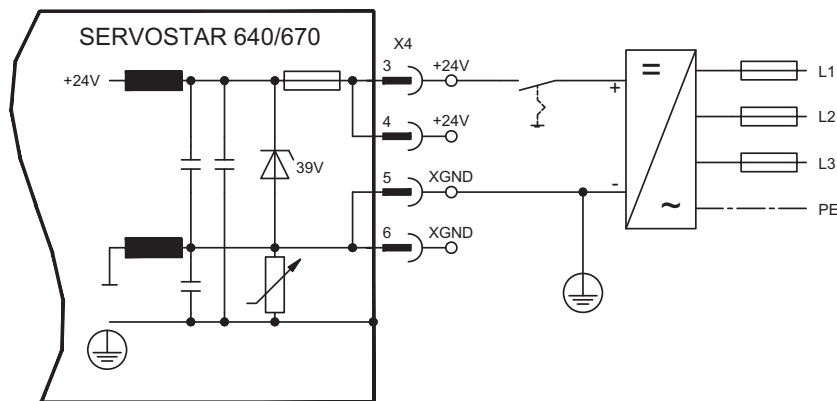 SERVOSTAR 640/670
X4
3
+24V
+24V
+
=
L1
4
+24V
L2
39V
5
XGND
-
L3
~
PE
6
XGND